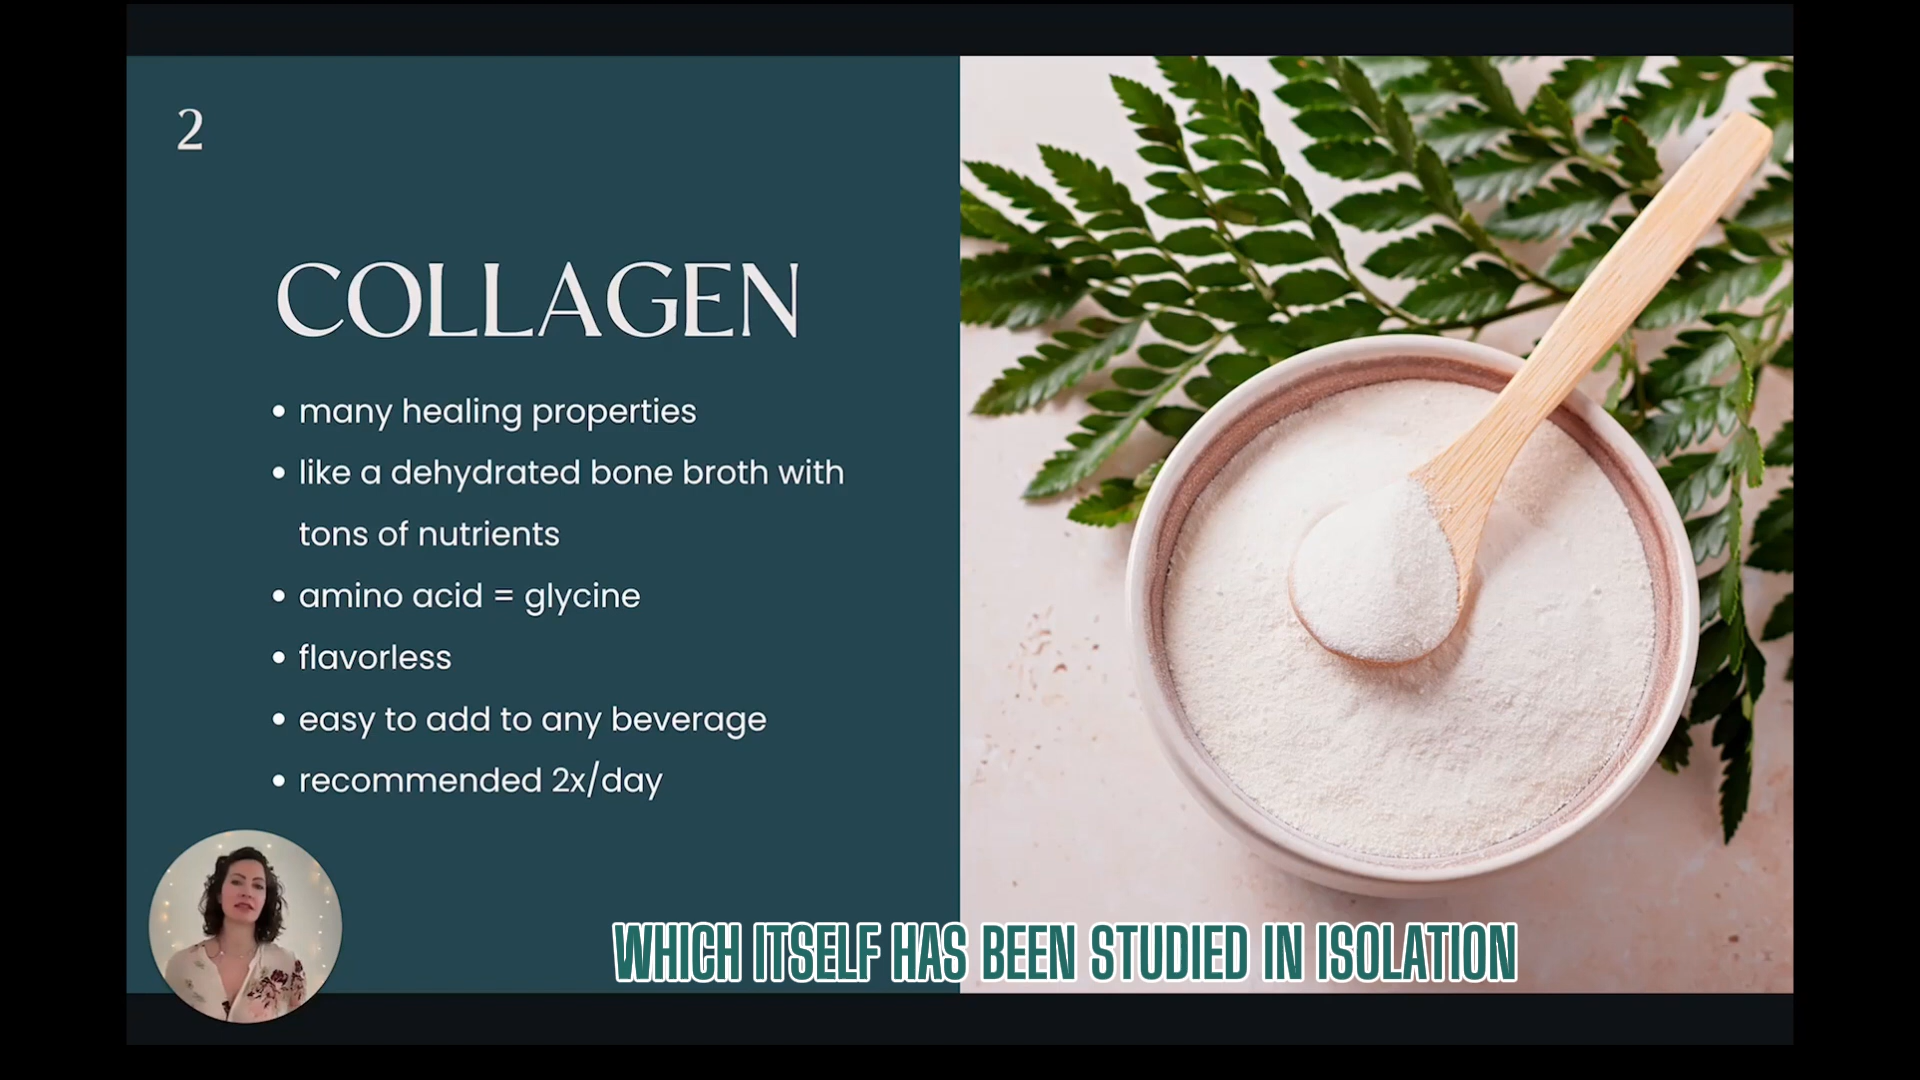 2
COLLAGEN
• many healing properties
• like a dehydrated bone broth with
tons of nutrients
• amino acid = glycine
• flavorless
• easy to add to any beverage
• recommended 2x/day
WHICH ITSELF HAS BEEN STUDIED IN ISOLATION